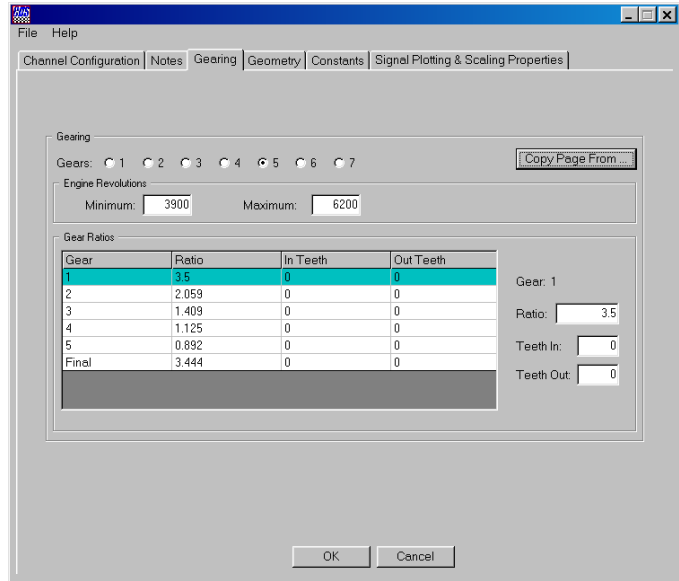 File Help
Channel Configuration Notes Gearing Geometry Constants Signal Plotting & Scaling Properties
Gearing
Gears: 1 2 3 4 5 6 7
Copy Page From ...
Engine Revolutions
Minimum: 3900 Maximum: 6200
Gear Ratios
Gear Ratio In Teeth Out Teeth
1 3.5 0 0
2 2.059 0 0
3 1.409 0 0
4 1.125 0 0
5 0.892 0 0
Final 3.444 0 0
Gear: 1
Ratio: 3.5
Teeth In: 0
Teeth Out: 0
OK Cancel